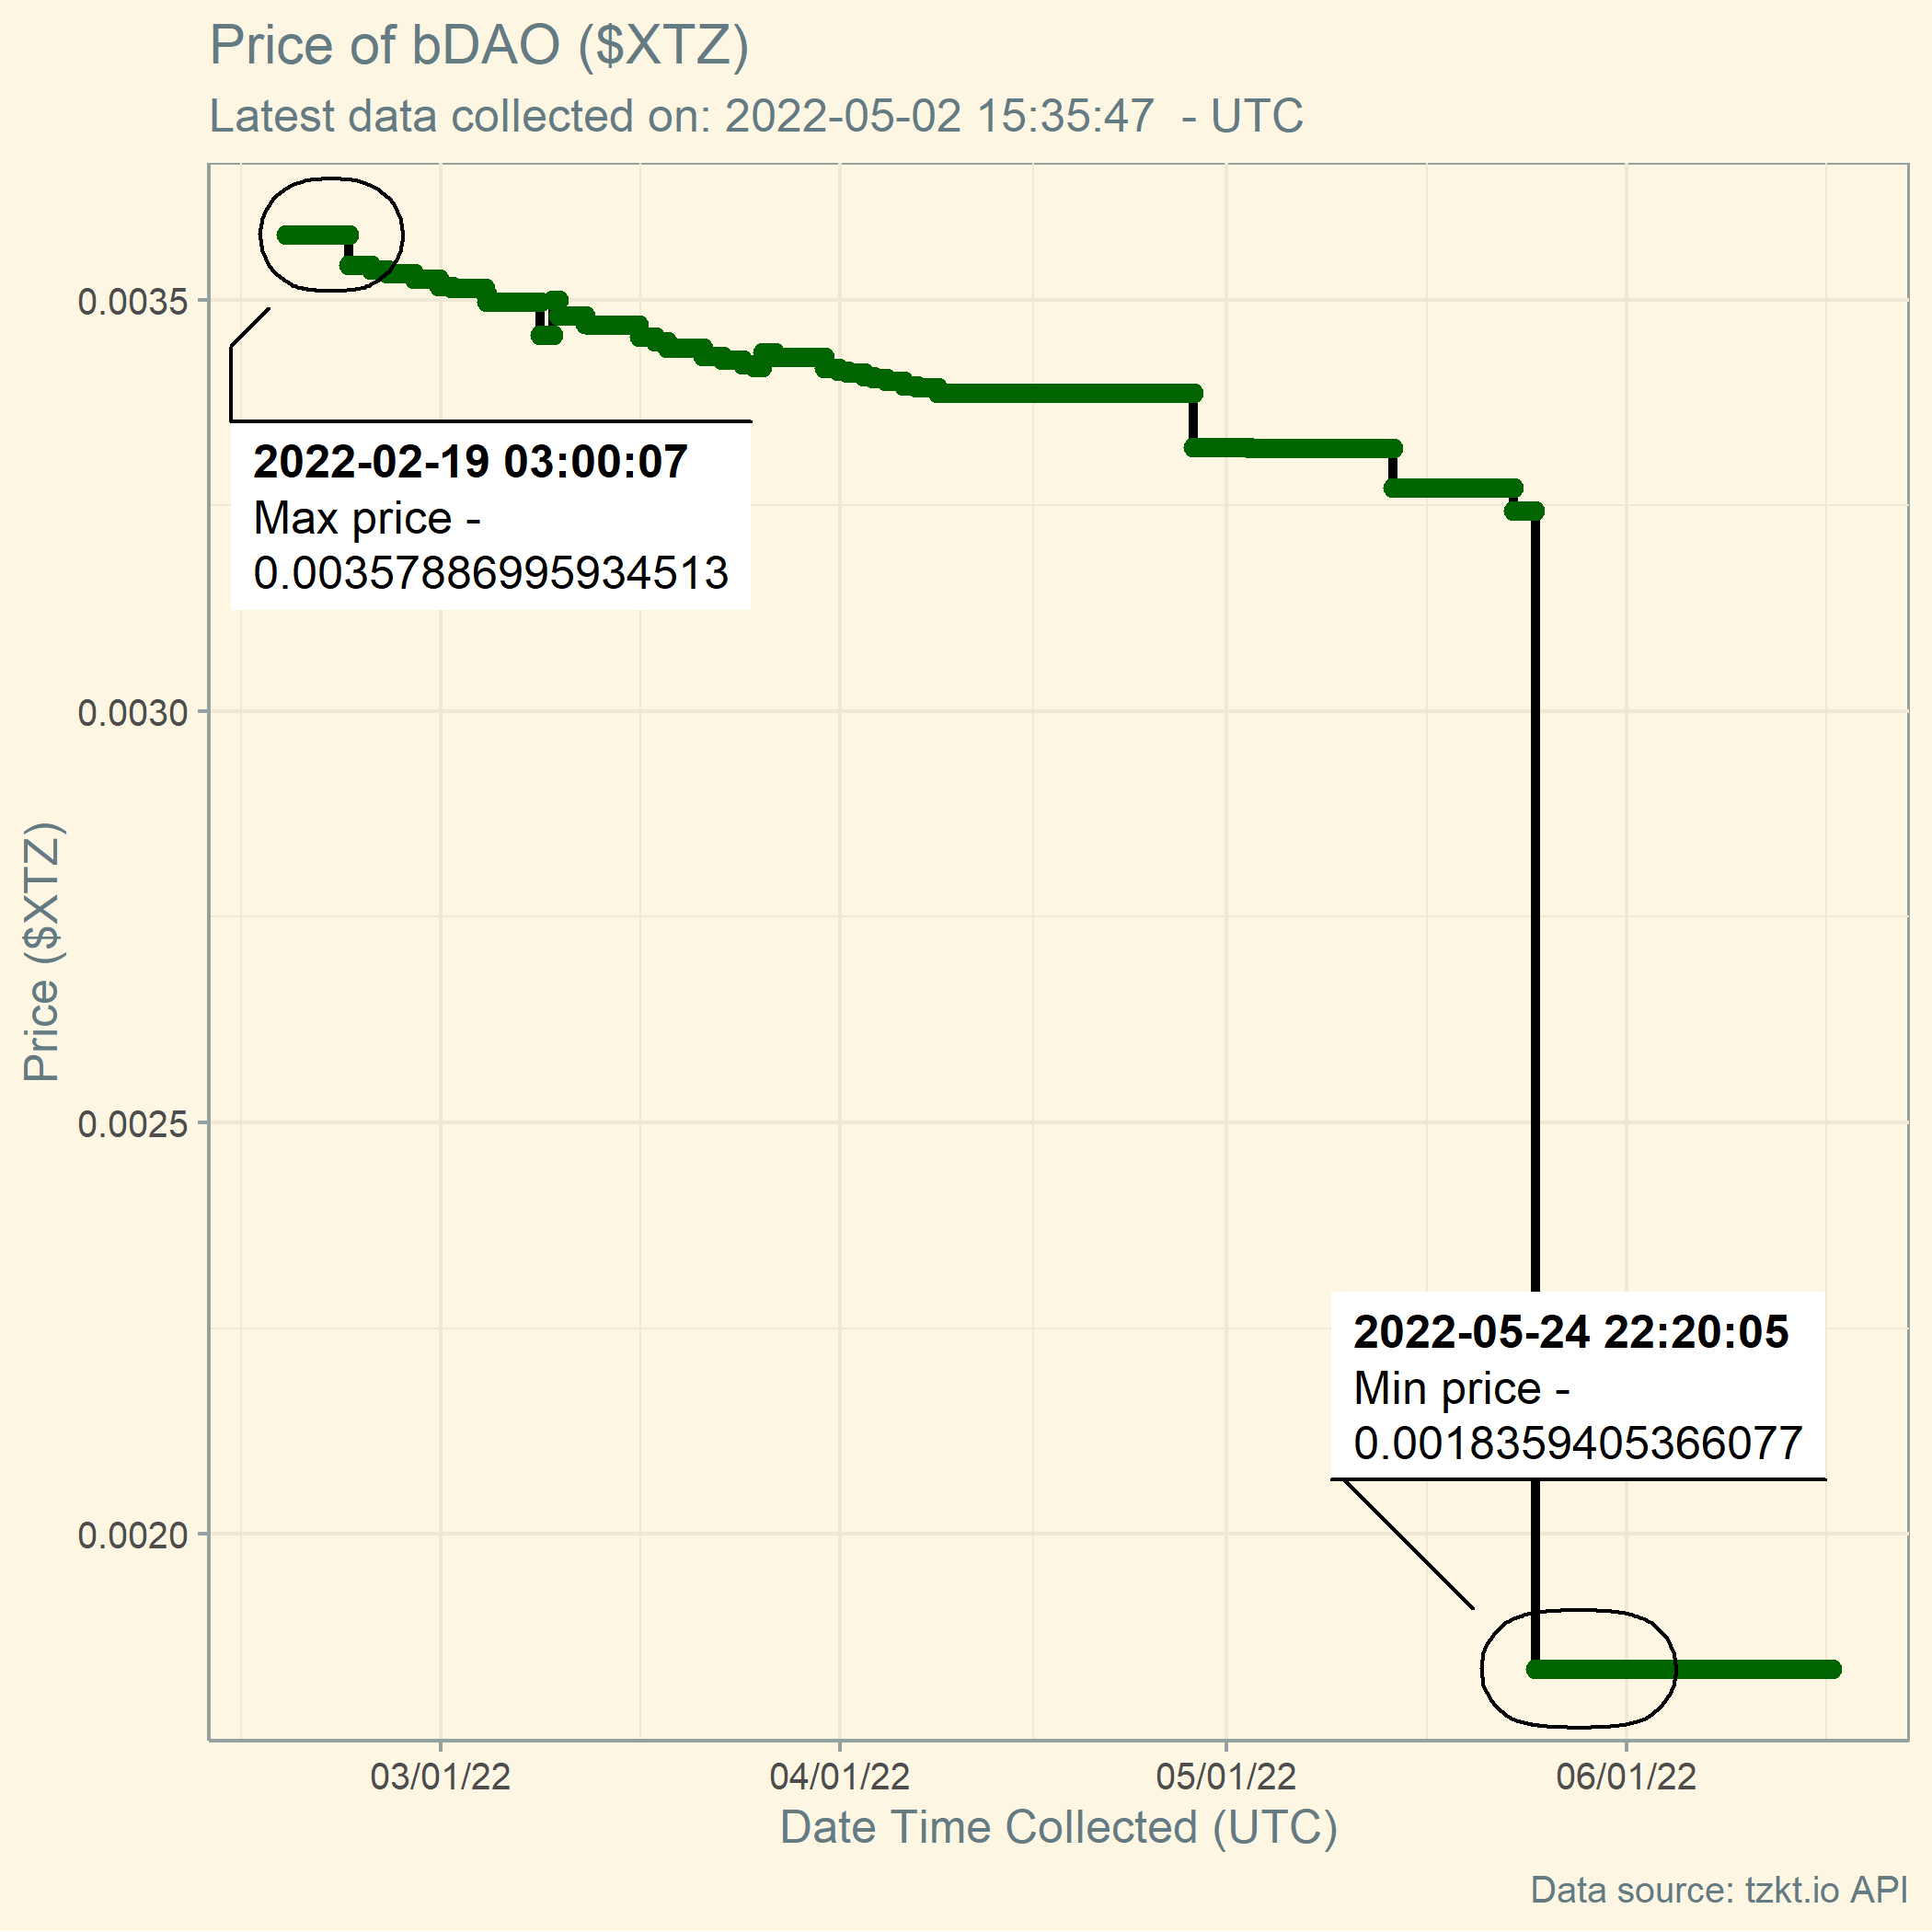 Price of bDAO ($XTZ)
Latest data collected on: 2022-05-02 15:35:47  - UTC
0.0035
0.0030
0.0025
0.0020
Price ($XTZ)
2022-02-19 03:00:07
Max price -
0.00357886995934513
2022-05-24 22:20:05
Min price -
0.0018359405366077
03/01/22
04/01/22
05/01/22
06/01/22
Date Time Collected (UTC)
Data source: tzkt.io API